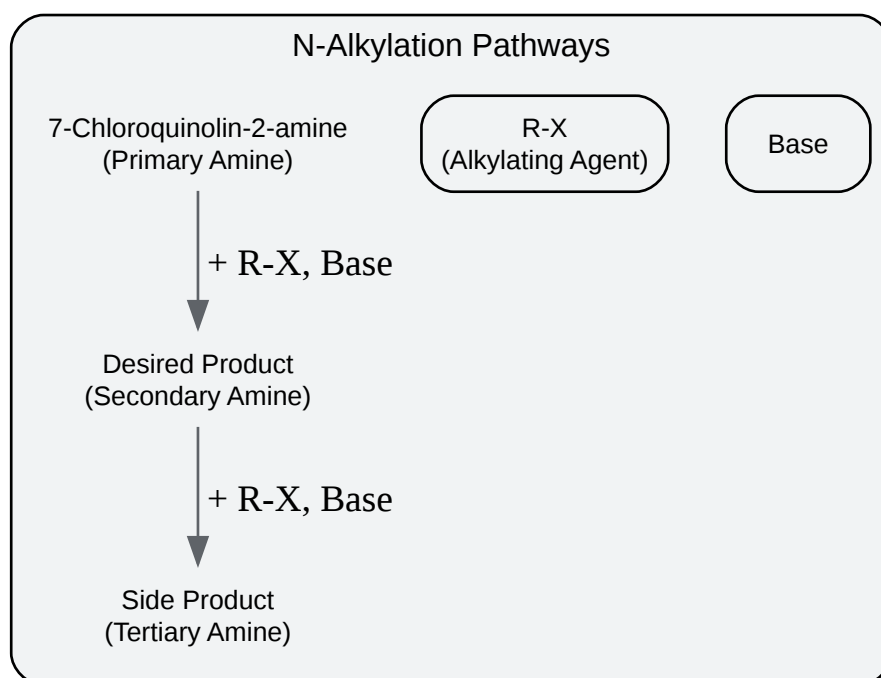 N-Alkylation Pathways
7-Chloroquinolin-2-amine
(Primary Amine)
R-X
(Alkylating Agent)
Base
+ R-X, Base
Desired Product
(Secondary Amine)
+ R-X, Base
Side Product
(Tertiary Amine)